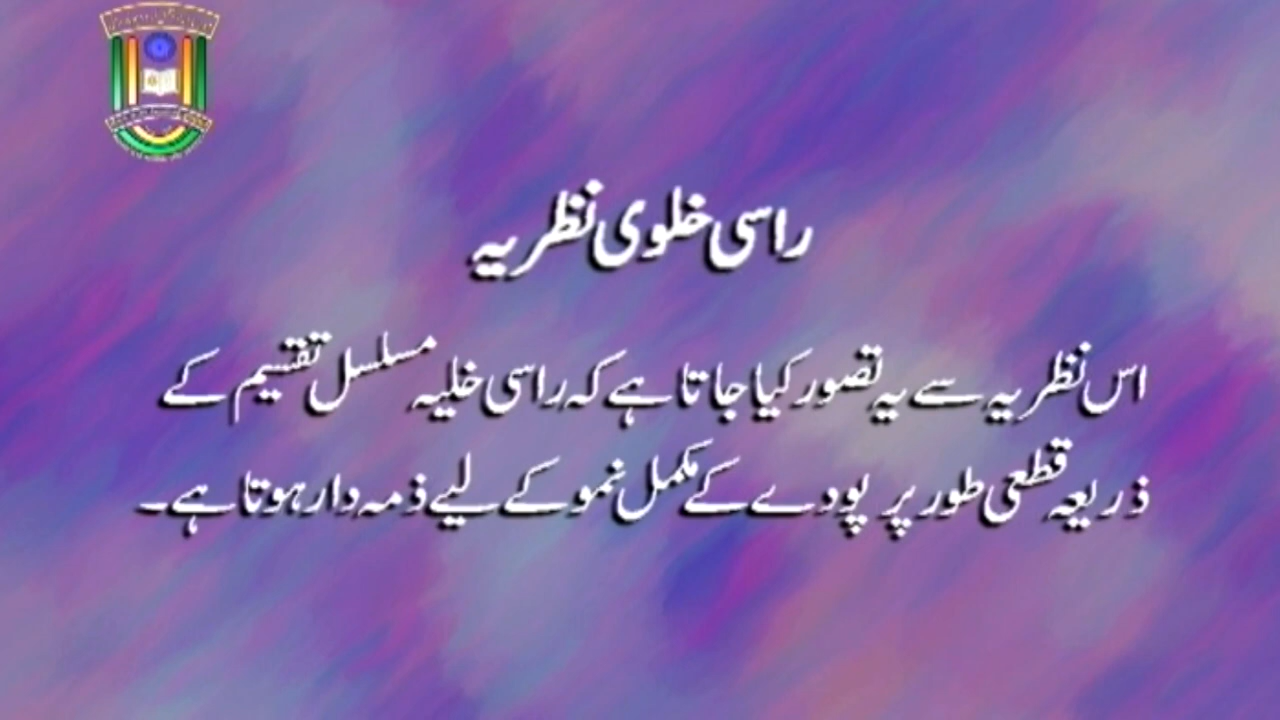 راسی خلوی نظریہ
اس نظریہ سے یہ تصور کیا جاتا ہے کہ راسی خلیہ مسلسل تقسیم کے
ذریعہ قطعی طور پر پودے کے مکمل نمو کے لیے ذمہ دار ہوتا ہے۔